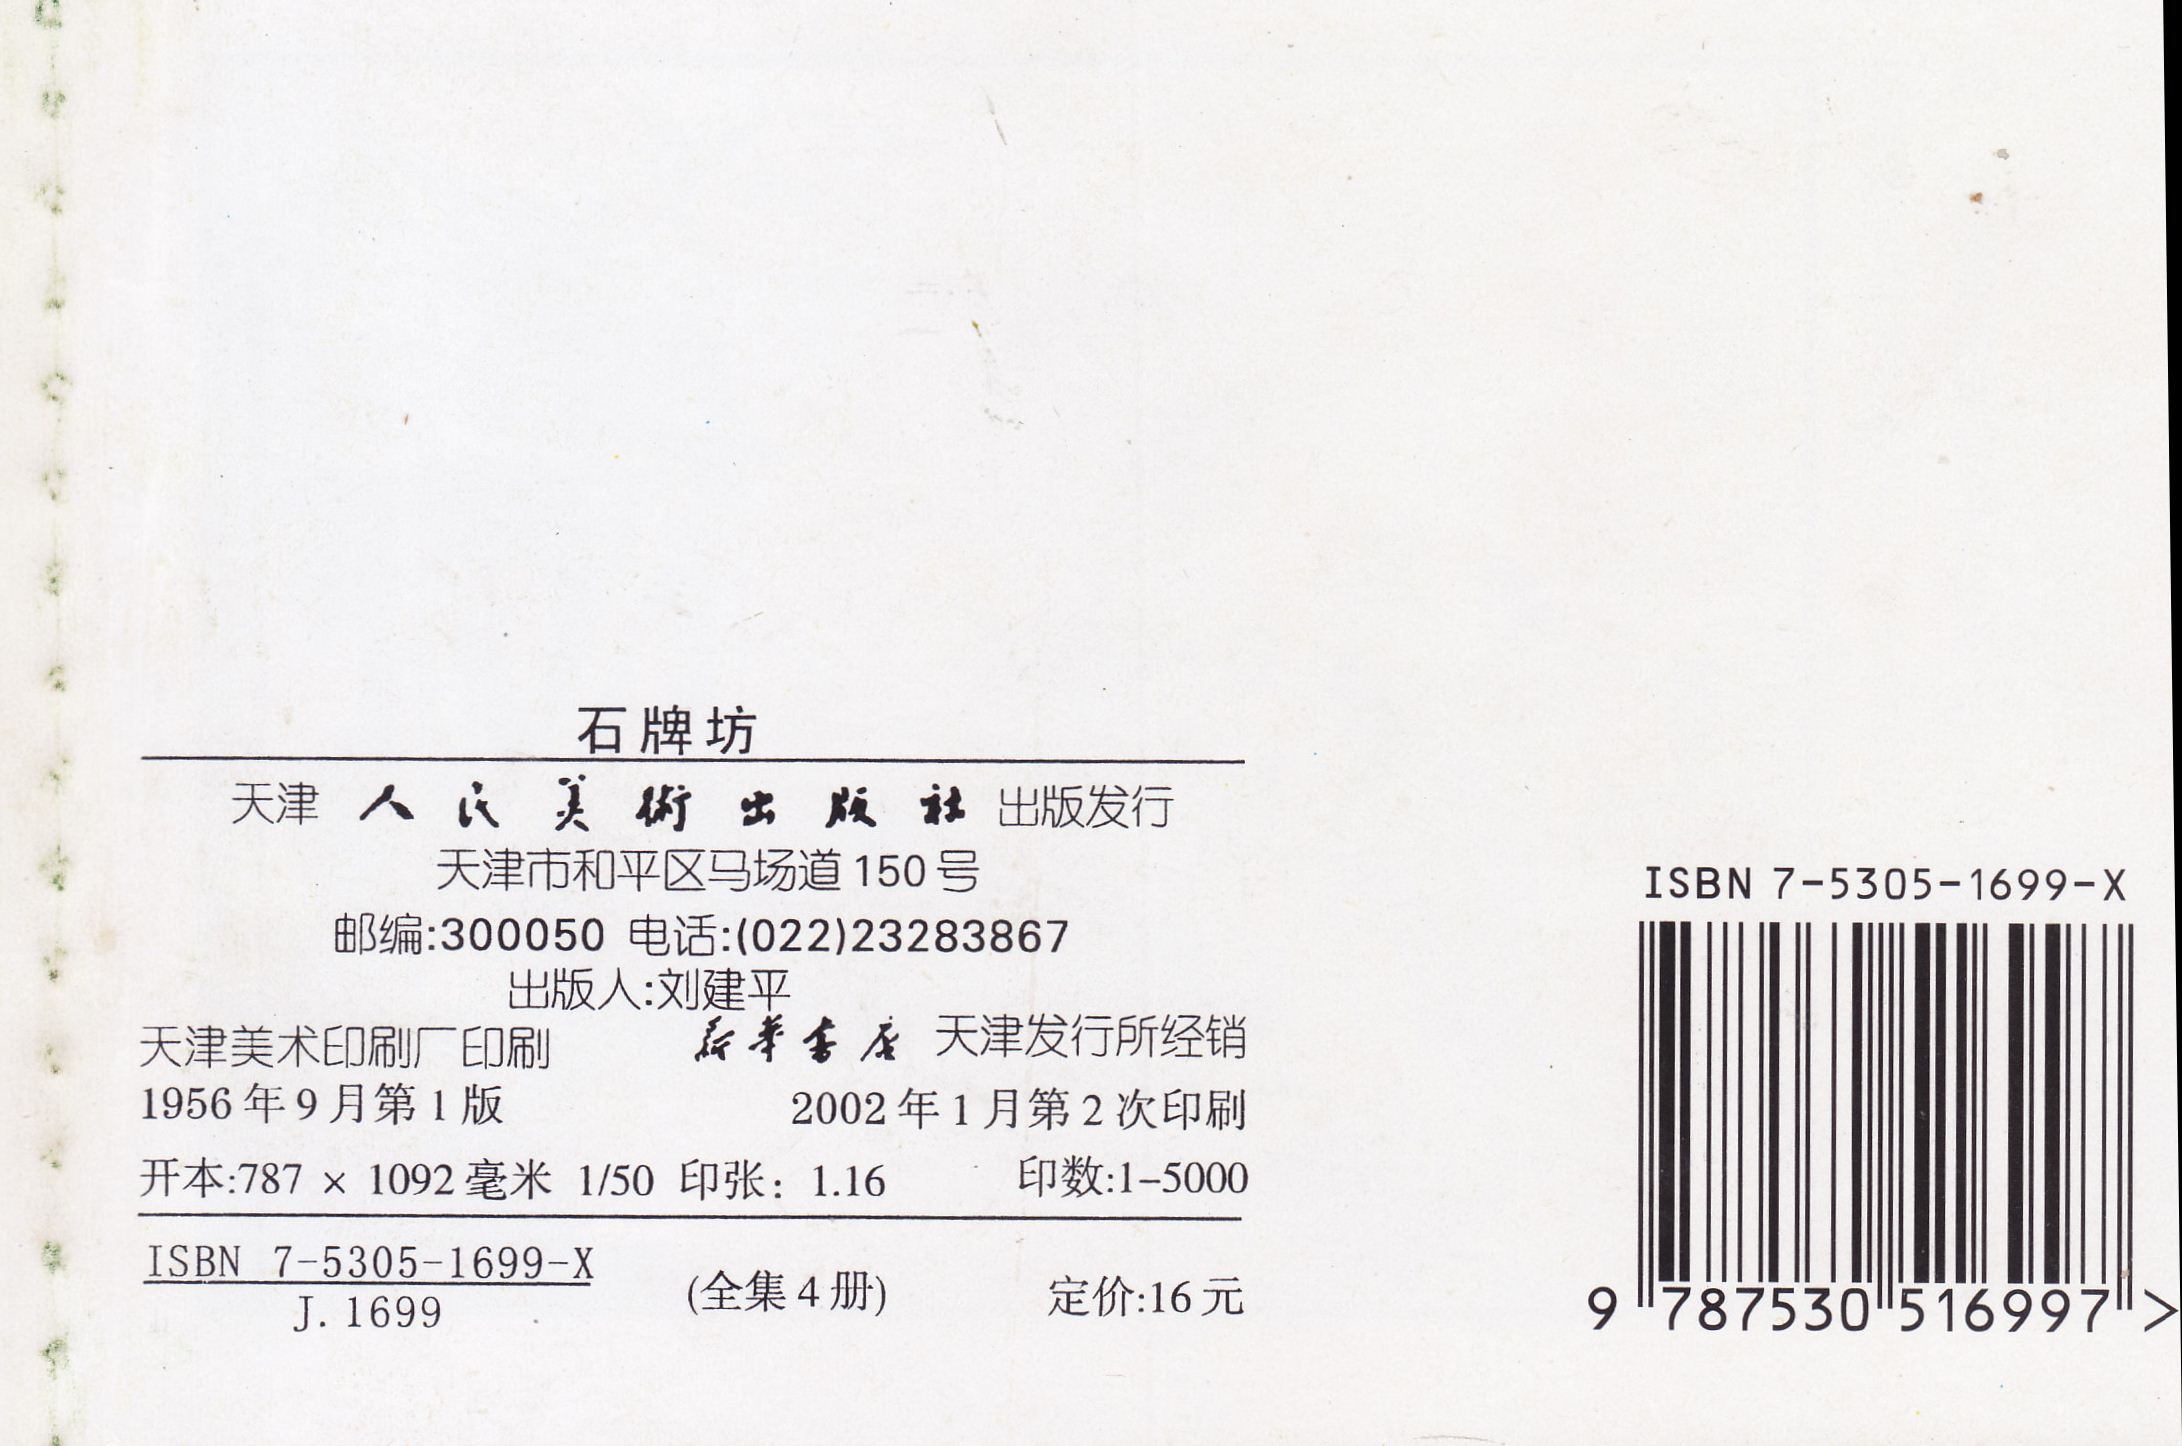 石牌坊
天津 人民美術出版社 出版发行
天津市和平区马场道150号
邮编:300050 电话:(022)23283867
出版人:刘建平
天津美术印刷厂印刷 新华书店 天津发行所经销
1956年9月第1版 2002年1月第2次印刷
开本:787 × 1092毫米 1/50 印张：1.16 印数:1-5000
ISBN 7-5305-1699-X
J.1699
(全集4册) 定价:16元
ISBN 7-5305-1699-X
9 787530 516997 >